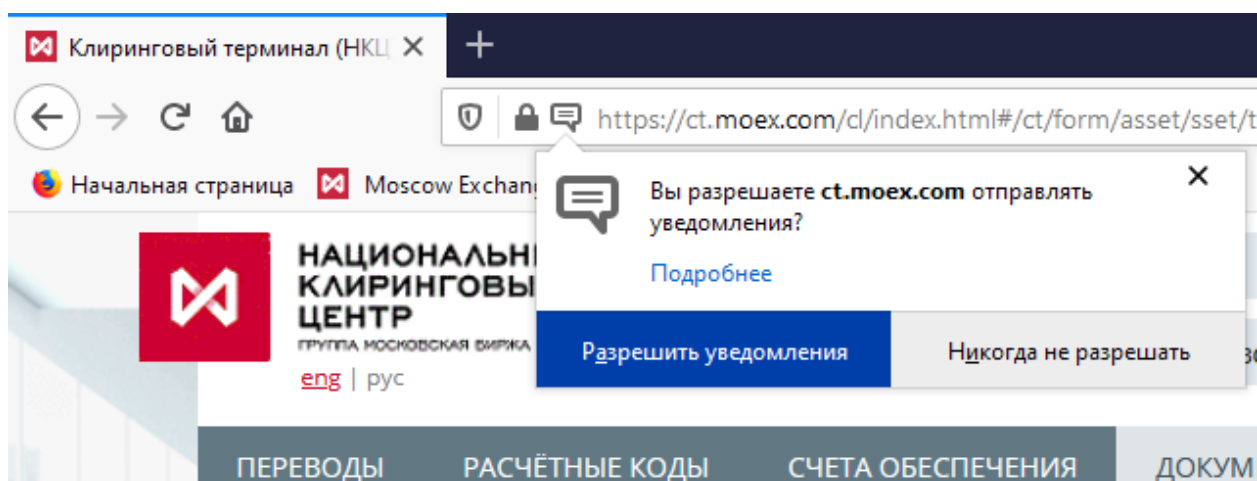 Клиринговый терминал (НКЦ
https://ct.moex.com/cl/index.html#/ct/form/asset/sset/t
Начальная страница Moscow Exchan
Вы разрешаете ct.moex.com отправлять
уведомления?
Подробнее
Разрешить уведомления Никогда не разрешать
НАЦИОНАЛЬН
КЛИРИНГОВЫ
ЦЕНТР
ГРУППА МОСКОВСКАЯ БИРЖА
eng | рус
ПЕРЕВОДЫ РАСЧЁТНЫЕ КОДЫ СЧЕТА ОБЕСПЕЧЕНИЯ ДОКУМ